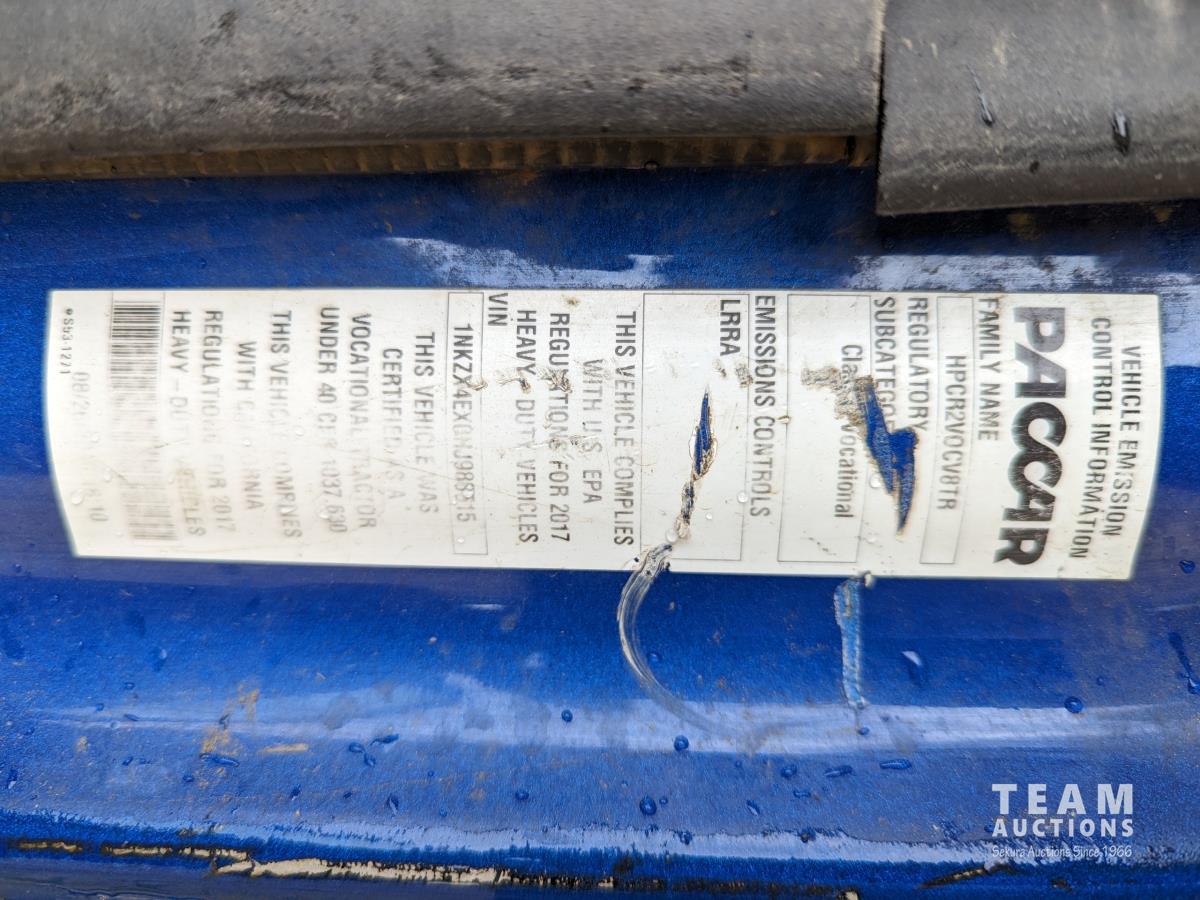 VEHICLE EMISSION
CONTROL INFORMATION
PACCAR
FAMILY NAME
HPCR2VOCV8TR
REGULATORY
SUBCATEGORY
Vocational
EMISSIONS CONTROLS
LRRA
THIS VEHICLE COMPLIES
WITH U.S. EPA
REGULATIONS FOR 2017
HEAVY - DUTY VEHICLES
VIN
THIS VEHICLE WAS
CERTIFIED AS A
VOCATIONAL TRACTOR
UNDER 40 CFR 1037.630
THIS VEHICLE COMPLIES
WITH CALIFORNIA
REGULATIONS FOR 2017
HEAVY - DUTY VEHICLES
S93-1271
TEAM
AUCTIONS
Sekura Auctions Since 1966